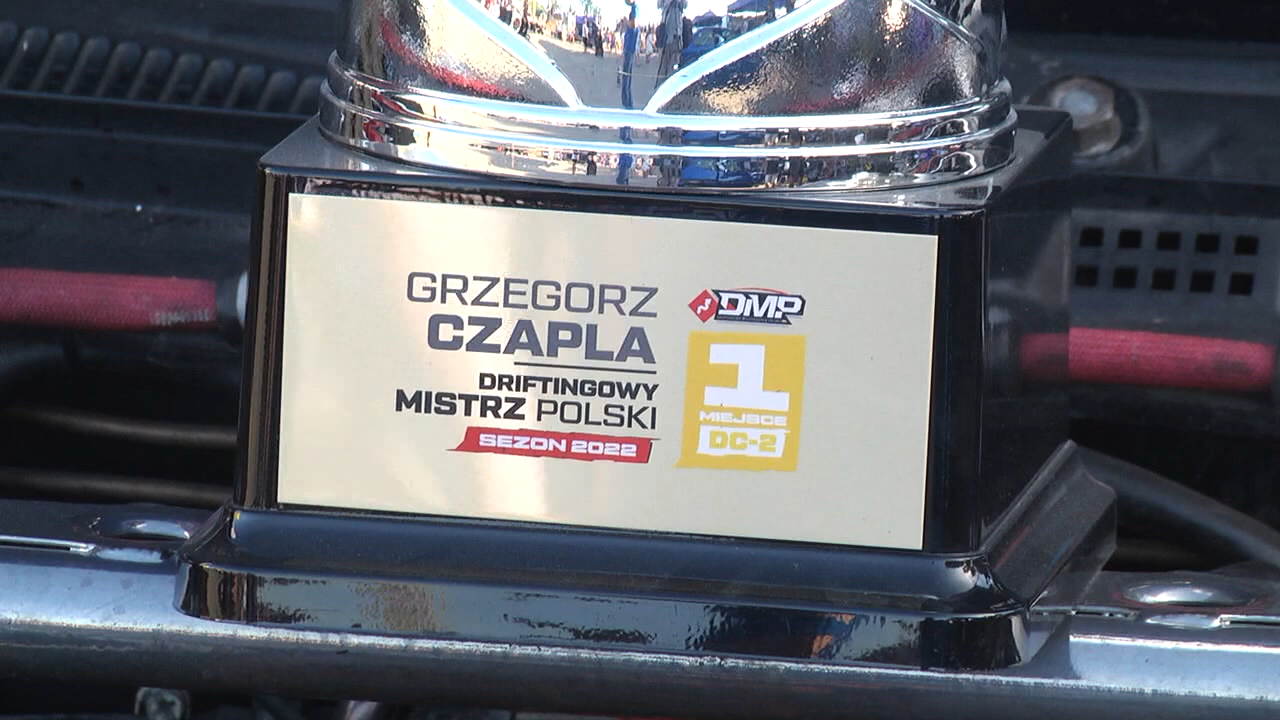 GRZEGORZ
CZAPLA
DRIFTINGOWY
MISTRZ POLSKI
SEZON 2022
DMP
1
MIEJSCE
DC-2